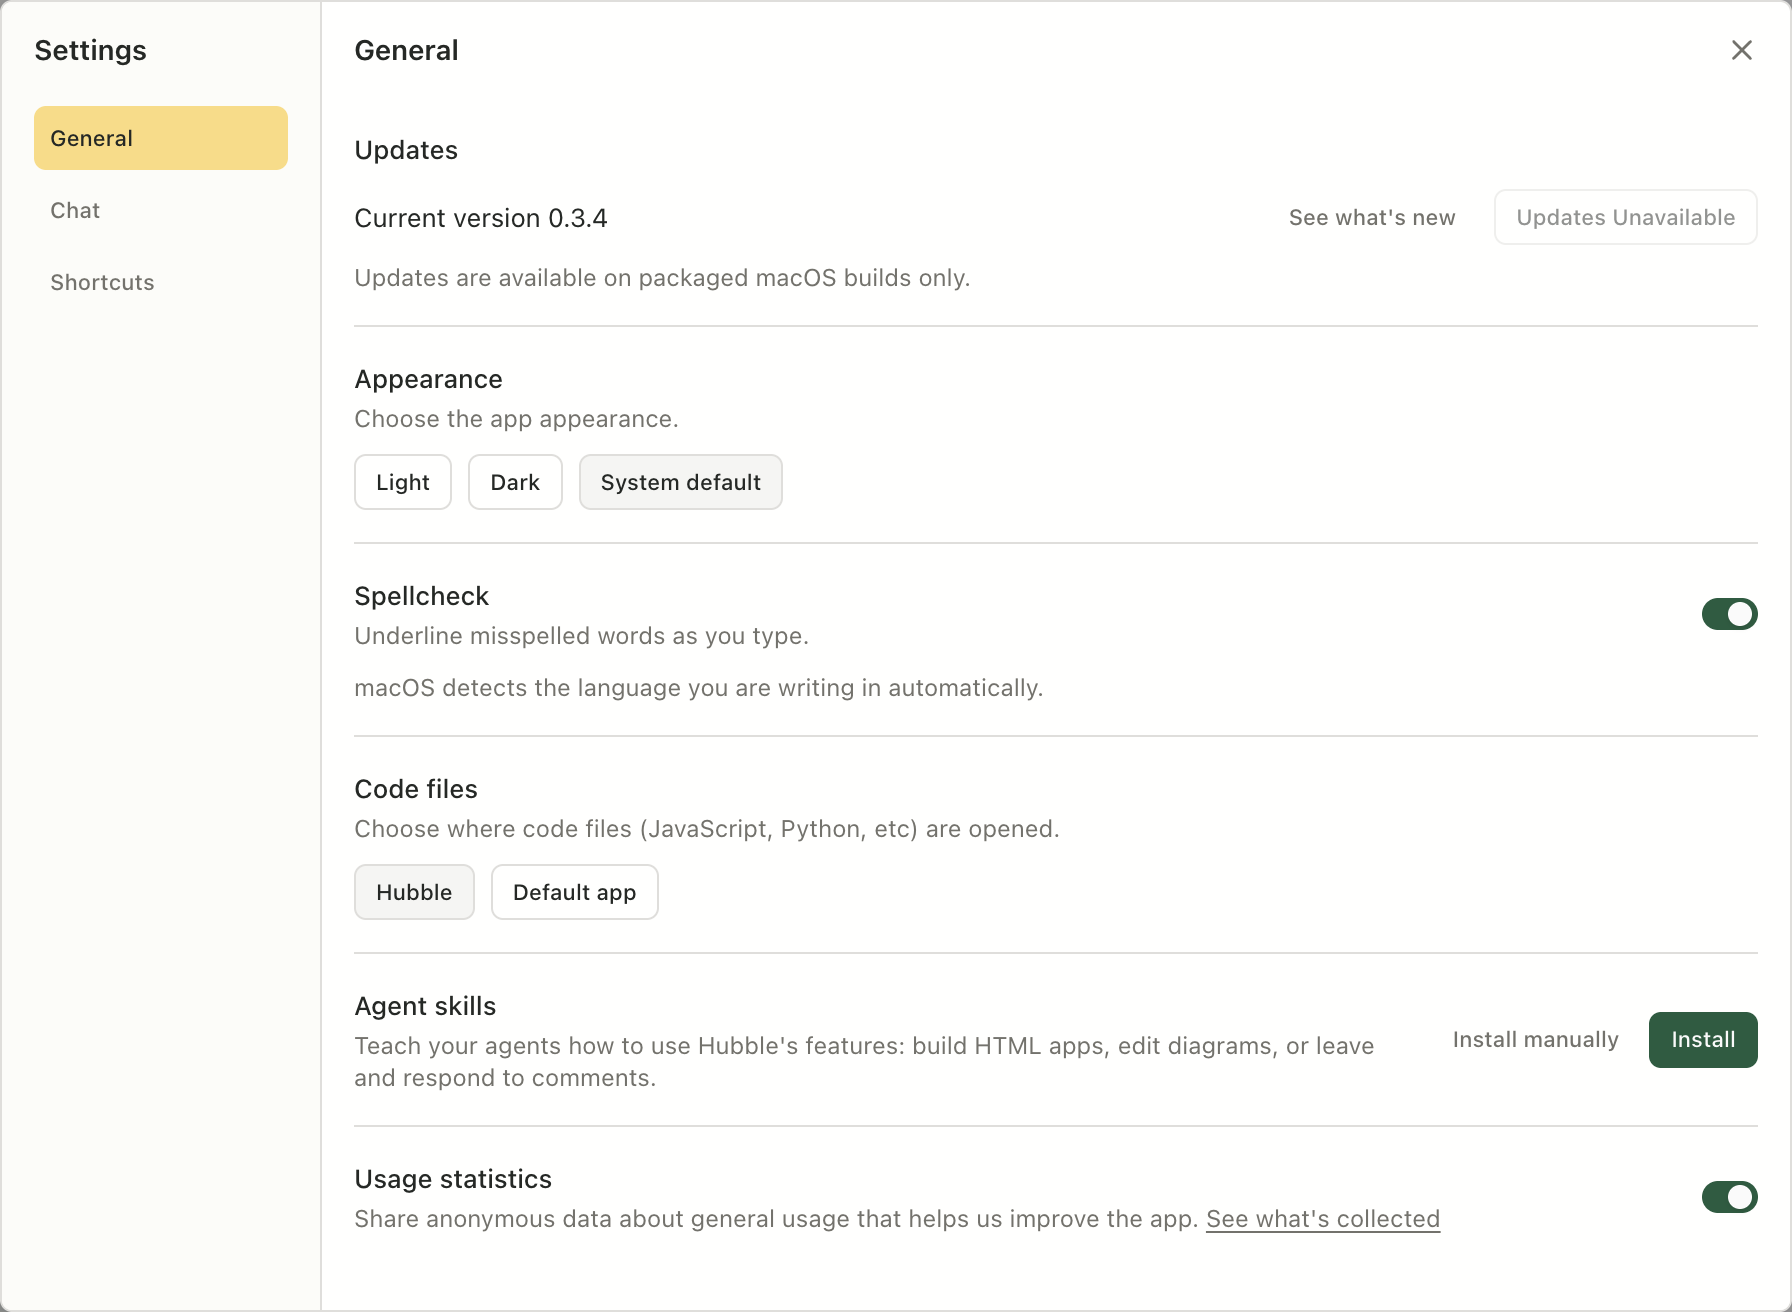 Settings
General
Chat
Shortcuts
General
Updates
Current version 0.3.4
See what's new
Updates Unavailable
Updates are available on packaged macOS builds only.
Appearance
Choose the app appearance.
Light
Dark
System default
Spellcheck
Underline misspelled words as you type.
macOS detects the language you are writing in automatically.
Code files
Choose where code files (JavaScript, Python, etc) are opened.
Hubble
Default app
Agent skills
Teach your agents how to use Hubble's features: build HTML apps, edit diagrams, or leave
and respond to comments.
Install manually
Install
Usage statistics
Share anonymous data about general usage that helps us improve the app. See what's collected